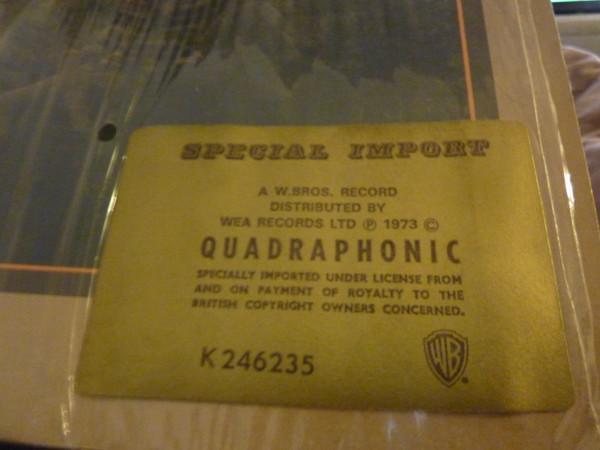 SPECIAL IMPORT
A W.BROS. RECORD
DISTRIBUTED BY
WEA RECORDS LTD ℗ 1973 ©
QUADRAPHONIC
SPECIALLY IMPORTED UNDER LICENSE FROM
AND ON PAYMENT OF ROYALTY TO THE
BRITISH COPYRIGHT OWNERS CONCERNED.
K246235
WB